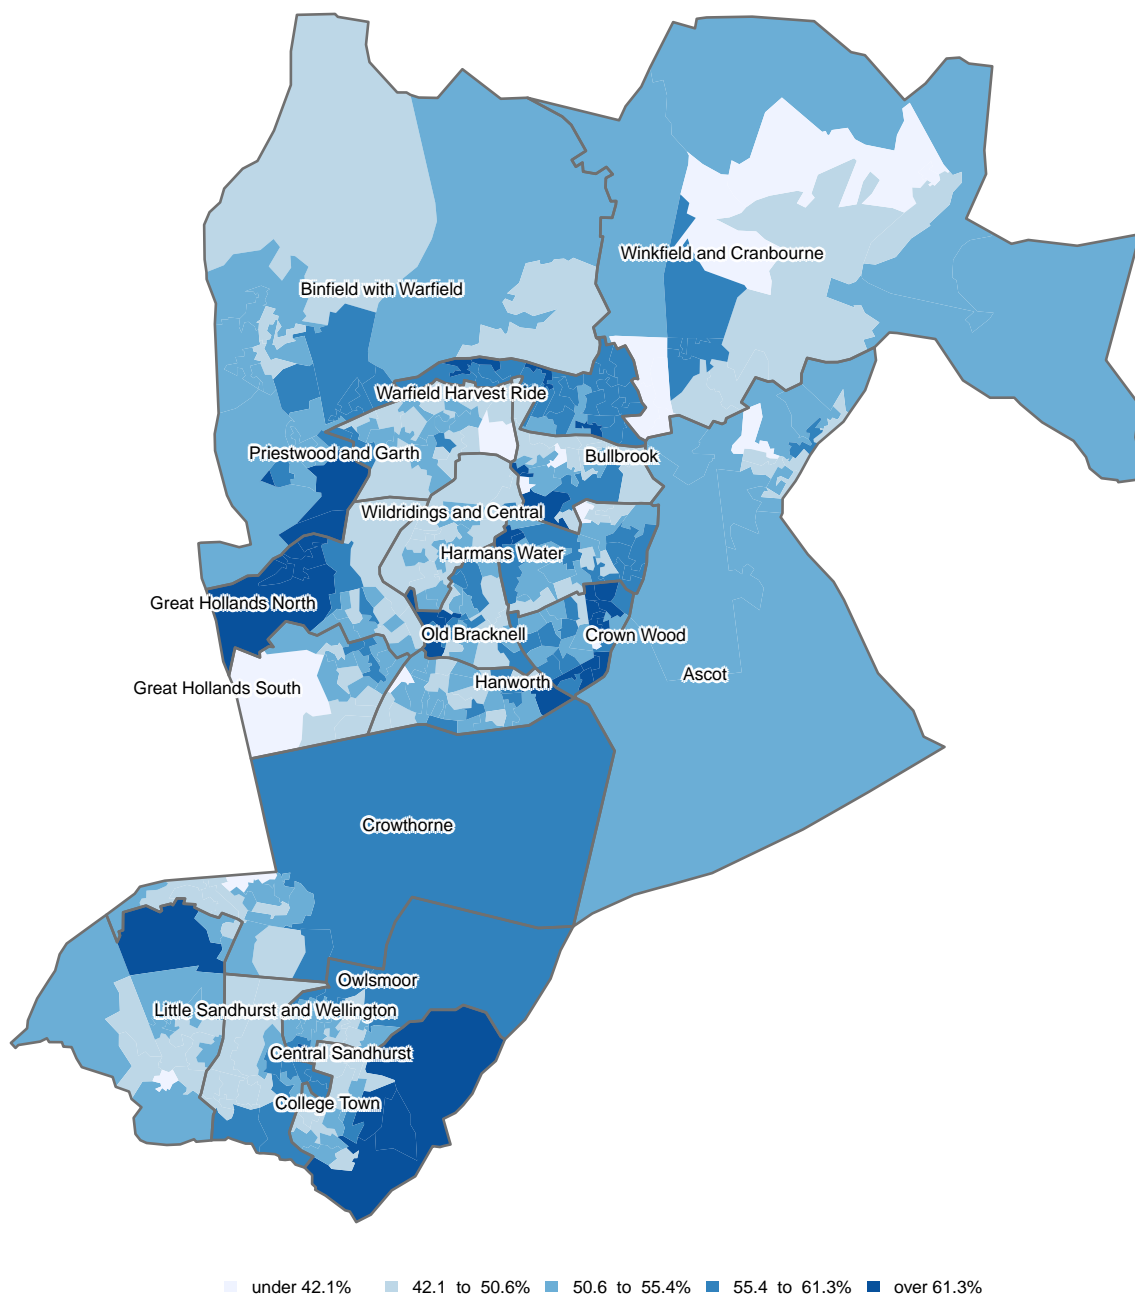 Winkfield and Cranbourne
Binfield with Warfield
Warfield Harvest Ride
Priestwood and Garth
Bullbrook
Wildridings and Central
Harmans Water
Great Hollands North
Old Bracknell
Crown Wood
Ascot
Hanworth
Great Hollands South
Crowthorne
Owlsmoor
Little Sandhurst and Wellington
Central Sandhurst
College Town
under 42.1% 42.1 to 50.6% 50.6 to 55.4% 55.4 to 61.3% over 61.3%